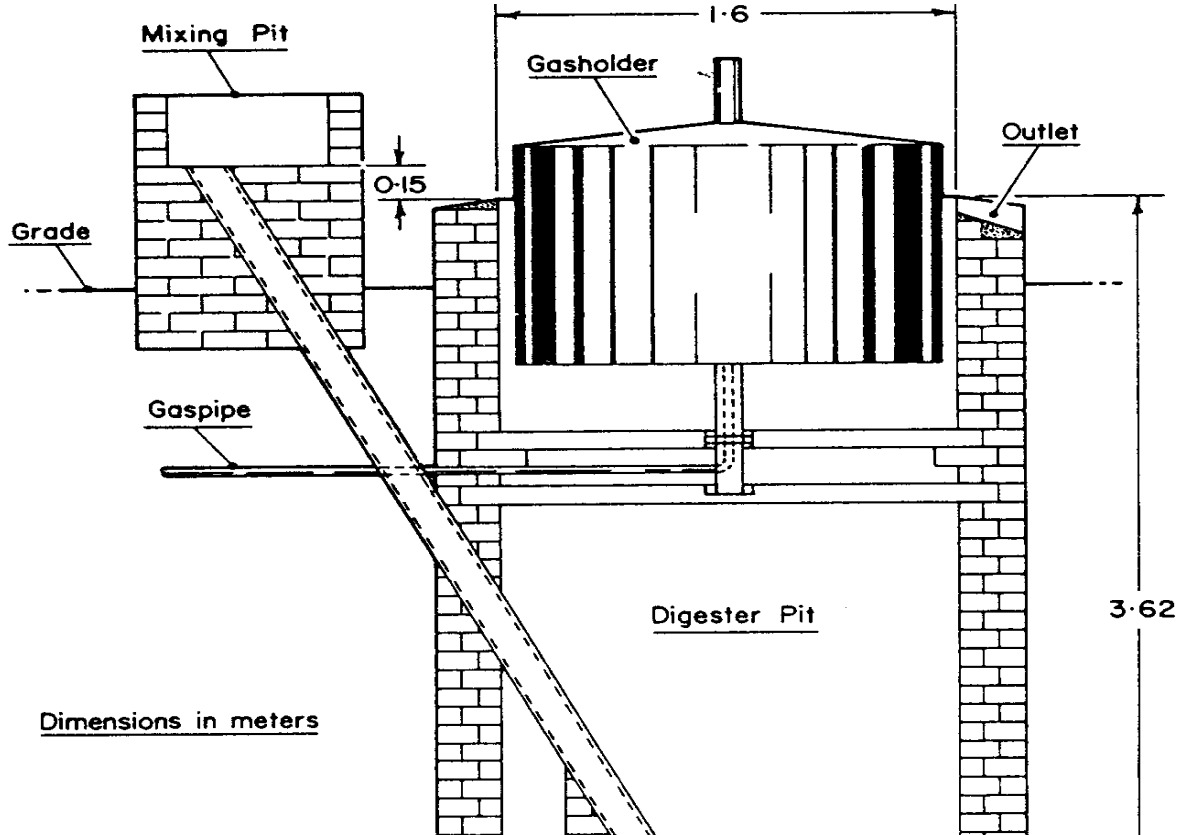 1.6
Mixing Pit
Gasholder
Outlet
0.15
Grade
Gaspipe
Digester Pit
3.62
Dimensions in meters